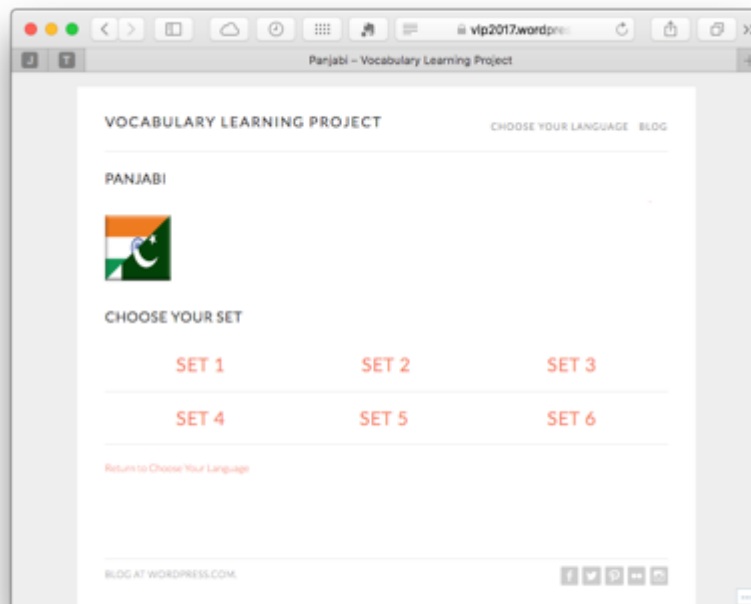 vlp2017.wordpres
J T Panjabi – Vocabulary Learning Project
VOCABULARY LEARNING PROJECT CHOOSE YOUR LANGUAGE BLOG
PANJABI
CHOOSE YOUR SET
SET 1 SET 2 SET 3
SET 4 SET 5 SET 6
Return to Choose Your Language
BLOG AT WORDPRESS.COM.